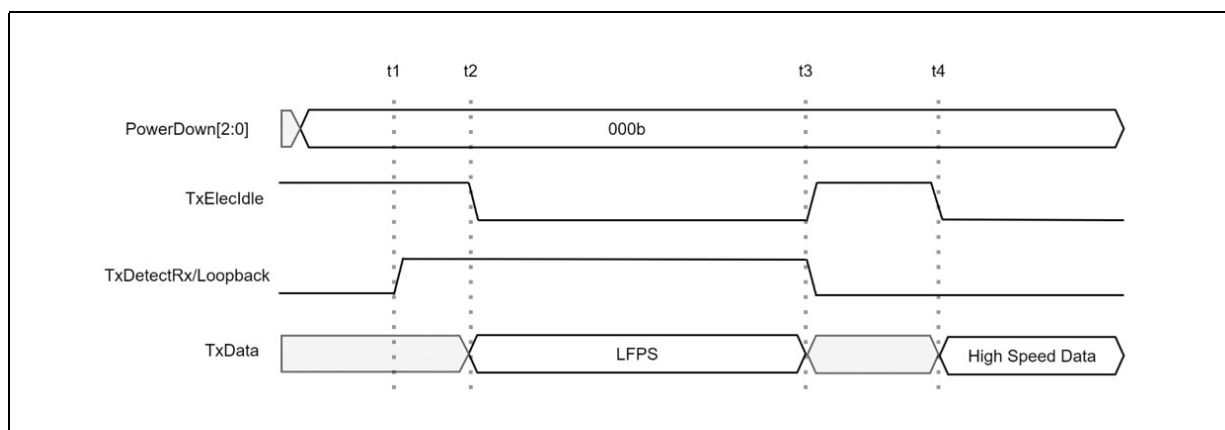 t1 t2 t3 t4
PowerDown[2:0] 000b
TxElecIdle
TxDetectRx/Loopback
TxData LFPS High Speed Data